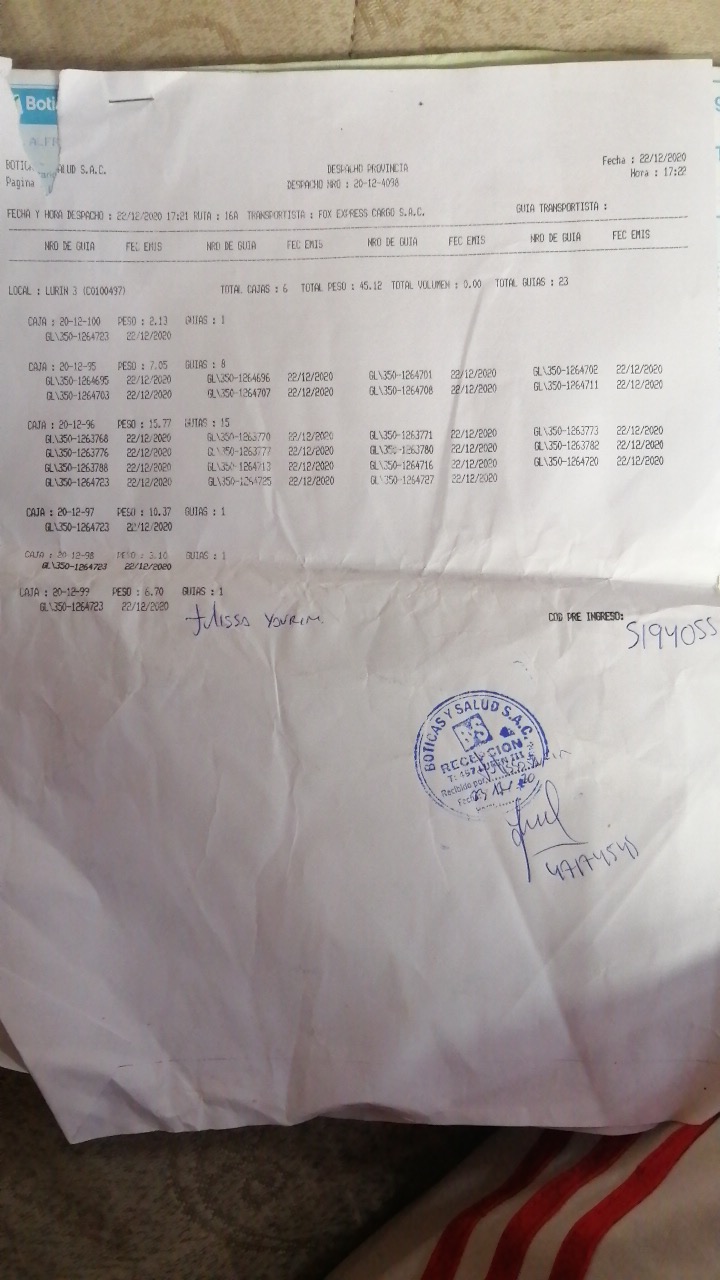 Boti
BOTIC ALUD S.A.C.
Pagina
DESPACHO PROVINCIA
DESPACHO NRO : 20-12-4098
Fecha : 22/12/2020
Hora : 17:22
FECHA Y HORA DESPACHO : 22/12/2020 17:21 RUTA : 16A TRANSPORTISTA : FOX EXPRESS CARGO S.A.C. GUIA TRANSPORTISTA :
NRO DE GUIA FEC EMIS NRO DE GUIA FEC EMIS NRO DE GUIA FEC EMIS NRO DE GUIA FEC EMIS
LOCAL : LURIN 3 (C0100497) TOTAL CAJAS : 6 TOTAL PESO : 45.12 TOTAL VOLUMEN : 0.00 TOTAL GUIAS : 23
CAJA : 20-12-100 PESO : 2.13 GUIAS : 1
GL\350-1264723 22/12/2020
CAJA : 20-12-95 PESO : 7.05 GUIAS : 8
GL\350-1264695 22/12/2020 GL\350-1264696 22/12/2020 GL\350-1264701 22/12/2020 GL\350-1264702 22/12/2020
GL\350-1264703 22/12/2020 GL\350-1264707 22/12/2020 GL\350-1264708 22/12/2020 GL\350-1264711 22/12/2020
CAJA : 20-12-96 PESO : 15.77 GUIAS : 15
GL\350-1263768 22/12/2020 GL\350-1263770 22/12/2020 GL\350-1263771 22/12/2020 GL\350-1263773 22/12/2020
GL\350-1263776 22/12/2020 GL\350-1263777 22/12/2020 GL\350-1263780 22/12/2020 GL\350-1263782 22/12/2020
GL\350-1263788 22/12/2020 GL\350-1264713 22/12/2020 GL\350-1264716 22/12/2020 GL\350-1264720 22/12/2020
GL\350-1264723 22/12/2020 GL\350-1264725 22/12/2020 GL\350-1264727 22/12/2020
CAJA : 20-12-97 PESO : 10.37 GUIAS : 1
GL\350-1264723 22/12/2020
CAJA : 20-12-98 PESO : 3.10 GUIAS : 1
GL\350-1264723 22/12/2020
CAJA : 20-12-99 PESO : 6.70 GUIAS : 1
GL\350-1264723 22/12/2020
Julissa Yourim
COD PRE INGRESO:
5194055
BOTICAS Y SALUD S.A.C.
BS
RECEPCION
Recibido por
47174545